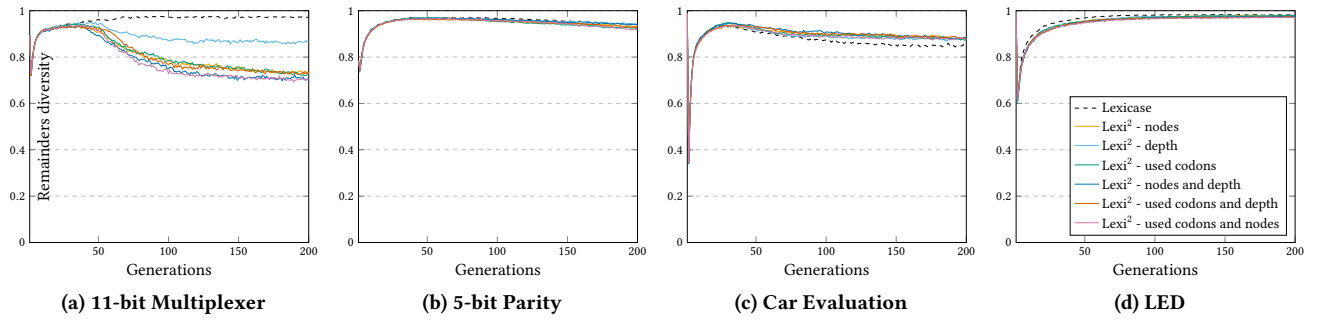 Remainders diversity
1
0.8
0.6
0.4
0.2
0
50
100
150
200
Generations
(a) 11-bit Multiplexer
1
0.8
0.6
0.4
0.2
0
50
100
150
200
Generations
(b) 5-bit Parity
1
0.8
0.6
0.4
0.2
0
50
100
150
200
Generations
(c) Car Evaluation
1
0.8
0.6
0.4
0.2
0
50
100
150
200
Lexicase
Lexi² - nodes
Lexi² - depth
Lexi² - used codons
Lexi² - nodes and depth
Lexi² - used codons and depth
Lexi² - used codons and nodes
Generations
(d) LED